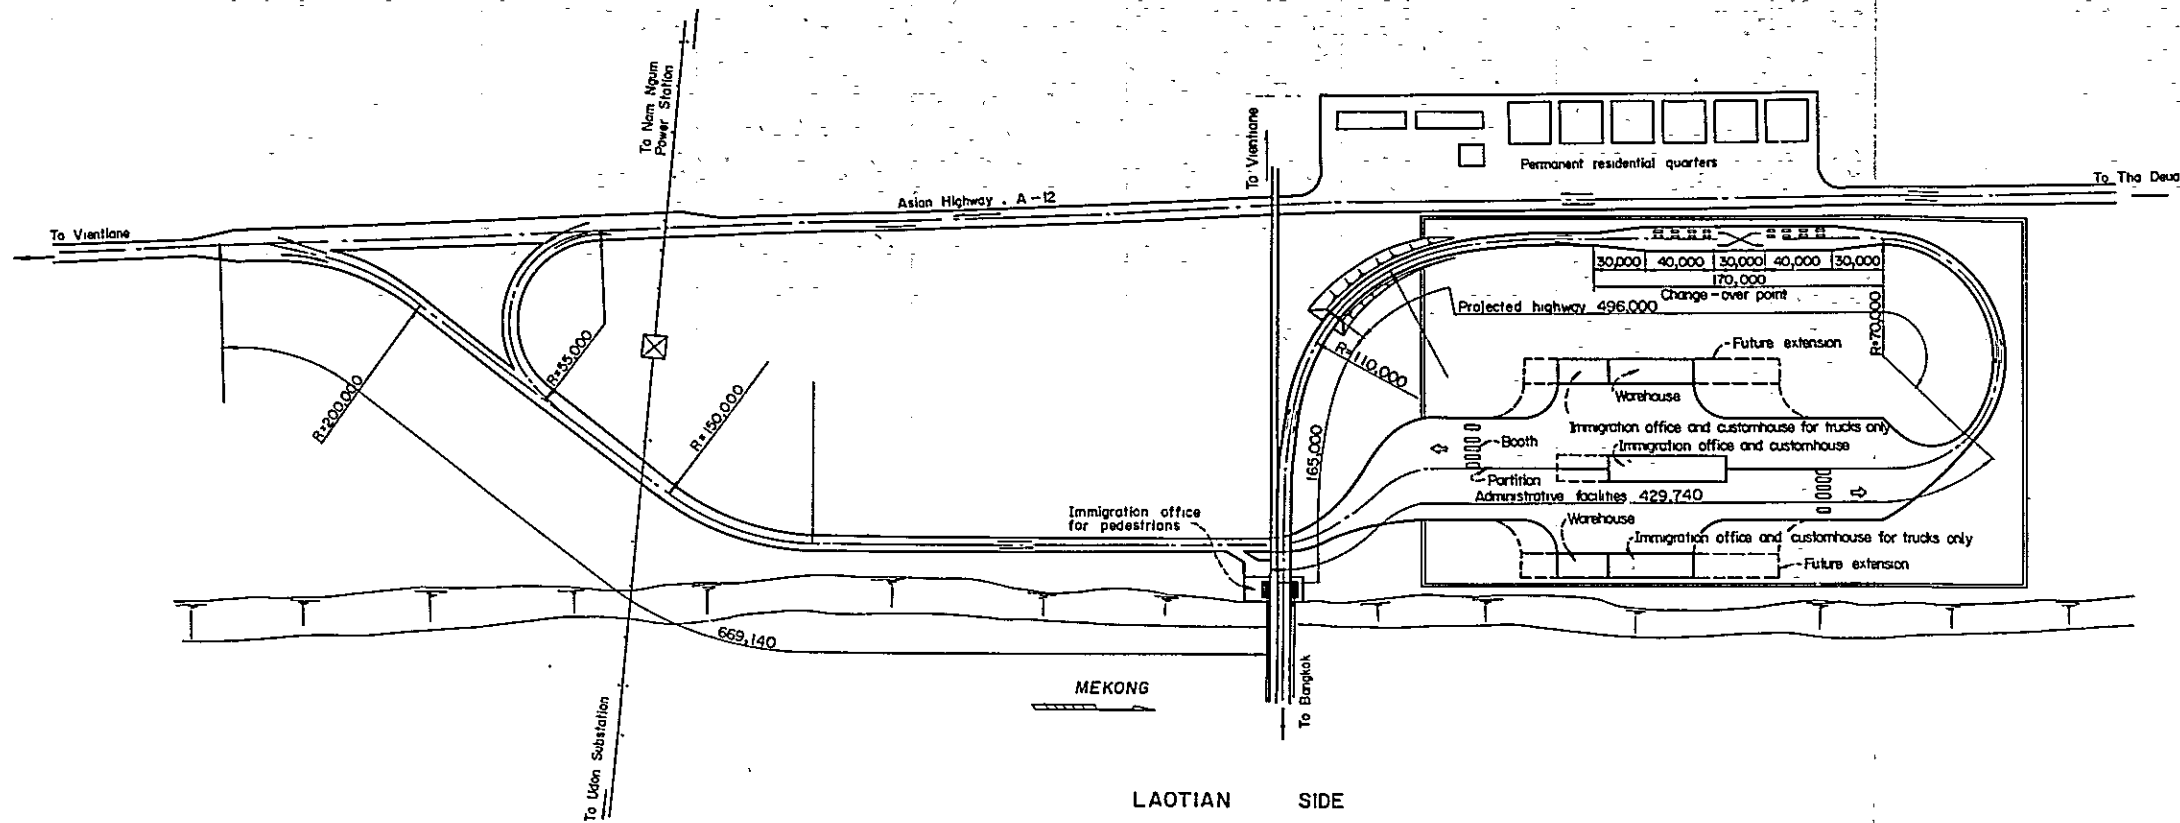 To Nam Ngum
Power Station
To Vientiane
Permanent residential quarters
To Tha Deua
Asian Highway . A-12
To Vientiane
30,000 40,000 30,000 40,000 30,000
170,000
Change-over point
Projected highway 496,000
R=70,000
R=110,000
Future extension
R=55,000
R=200,000
R=150,000
Warehouse
Immigration office and customhouse for trucks only
Booth
Immigration office and customhouse
165,000
Partition
Administrative facilities 429,740
Immigration office
for pedestrians
Warehouse
Immigration office and customhouse for trucks only
Future extension
669,140
MEKONG
To Bangkok
To Udon Substation
LAOTIAN SIDE